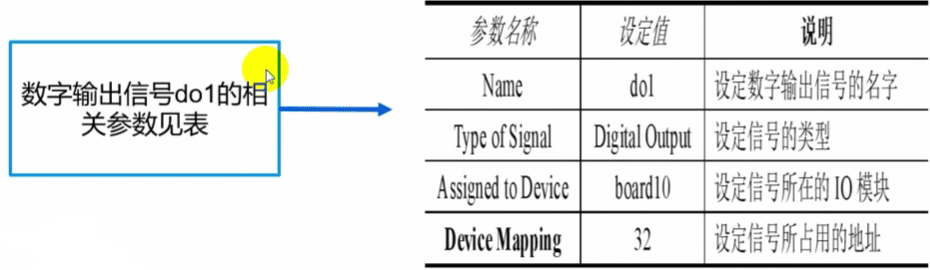 数字输出信号do1的相
关参数见表
参数名称 设定值 说明
Name do1 设定数字输出信号的名字
Type of Signal Digital Output 设定信号的类型
Assigned to Device board10 设定信号所在的 IO 模块
Device Mapping 32 设定信号所占用的地址